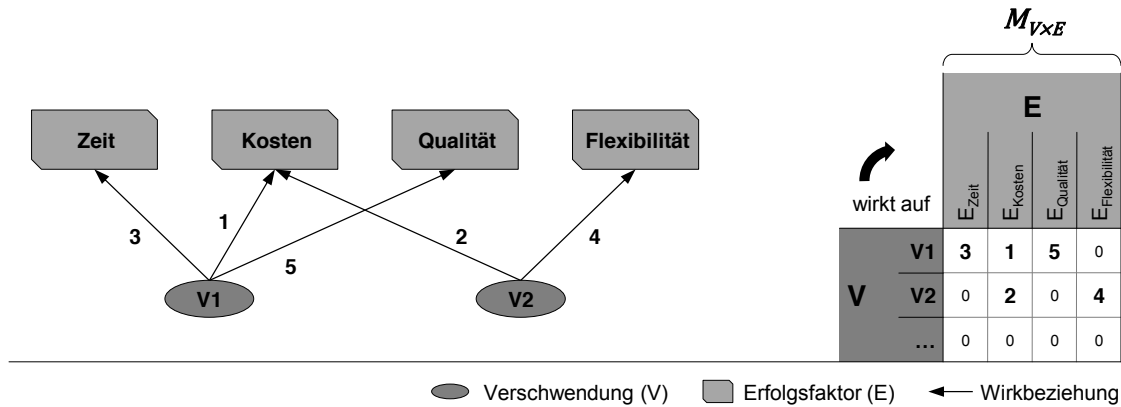 M_{V×E}
Zeit
Kosten
Qualität
Flexibilität
3
1
5
2
4
V1
V2
E
wirkt auf
E_Zeit
E_Kosten
E_Qualität
E_Flexibilität
V
V1 3 1 5 0
V2 0 2 0 4
... 0 0 0 0
Verschwendung (V) Erfolgsfaktor (E) Wirkbeziehung